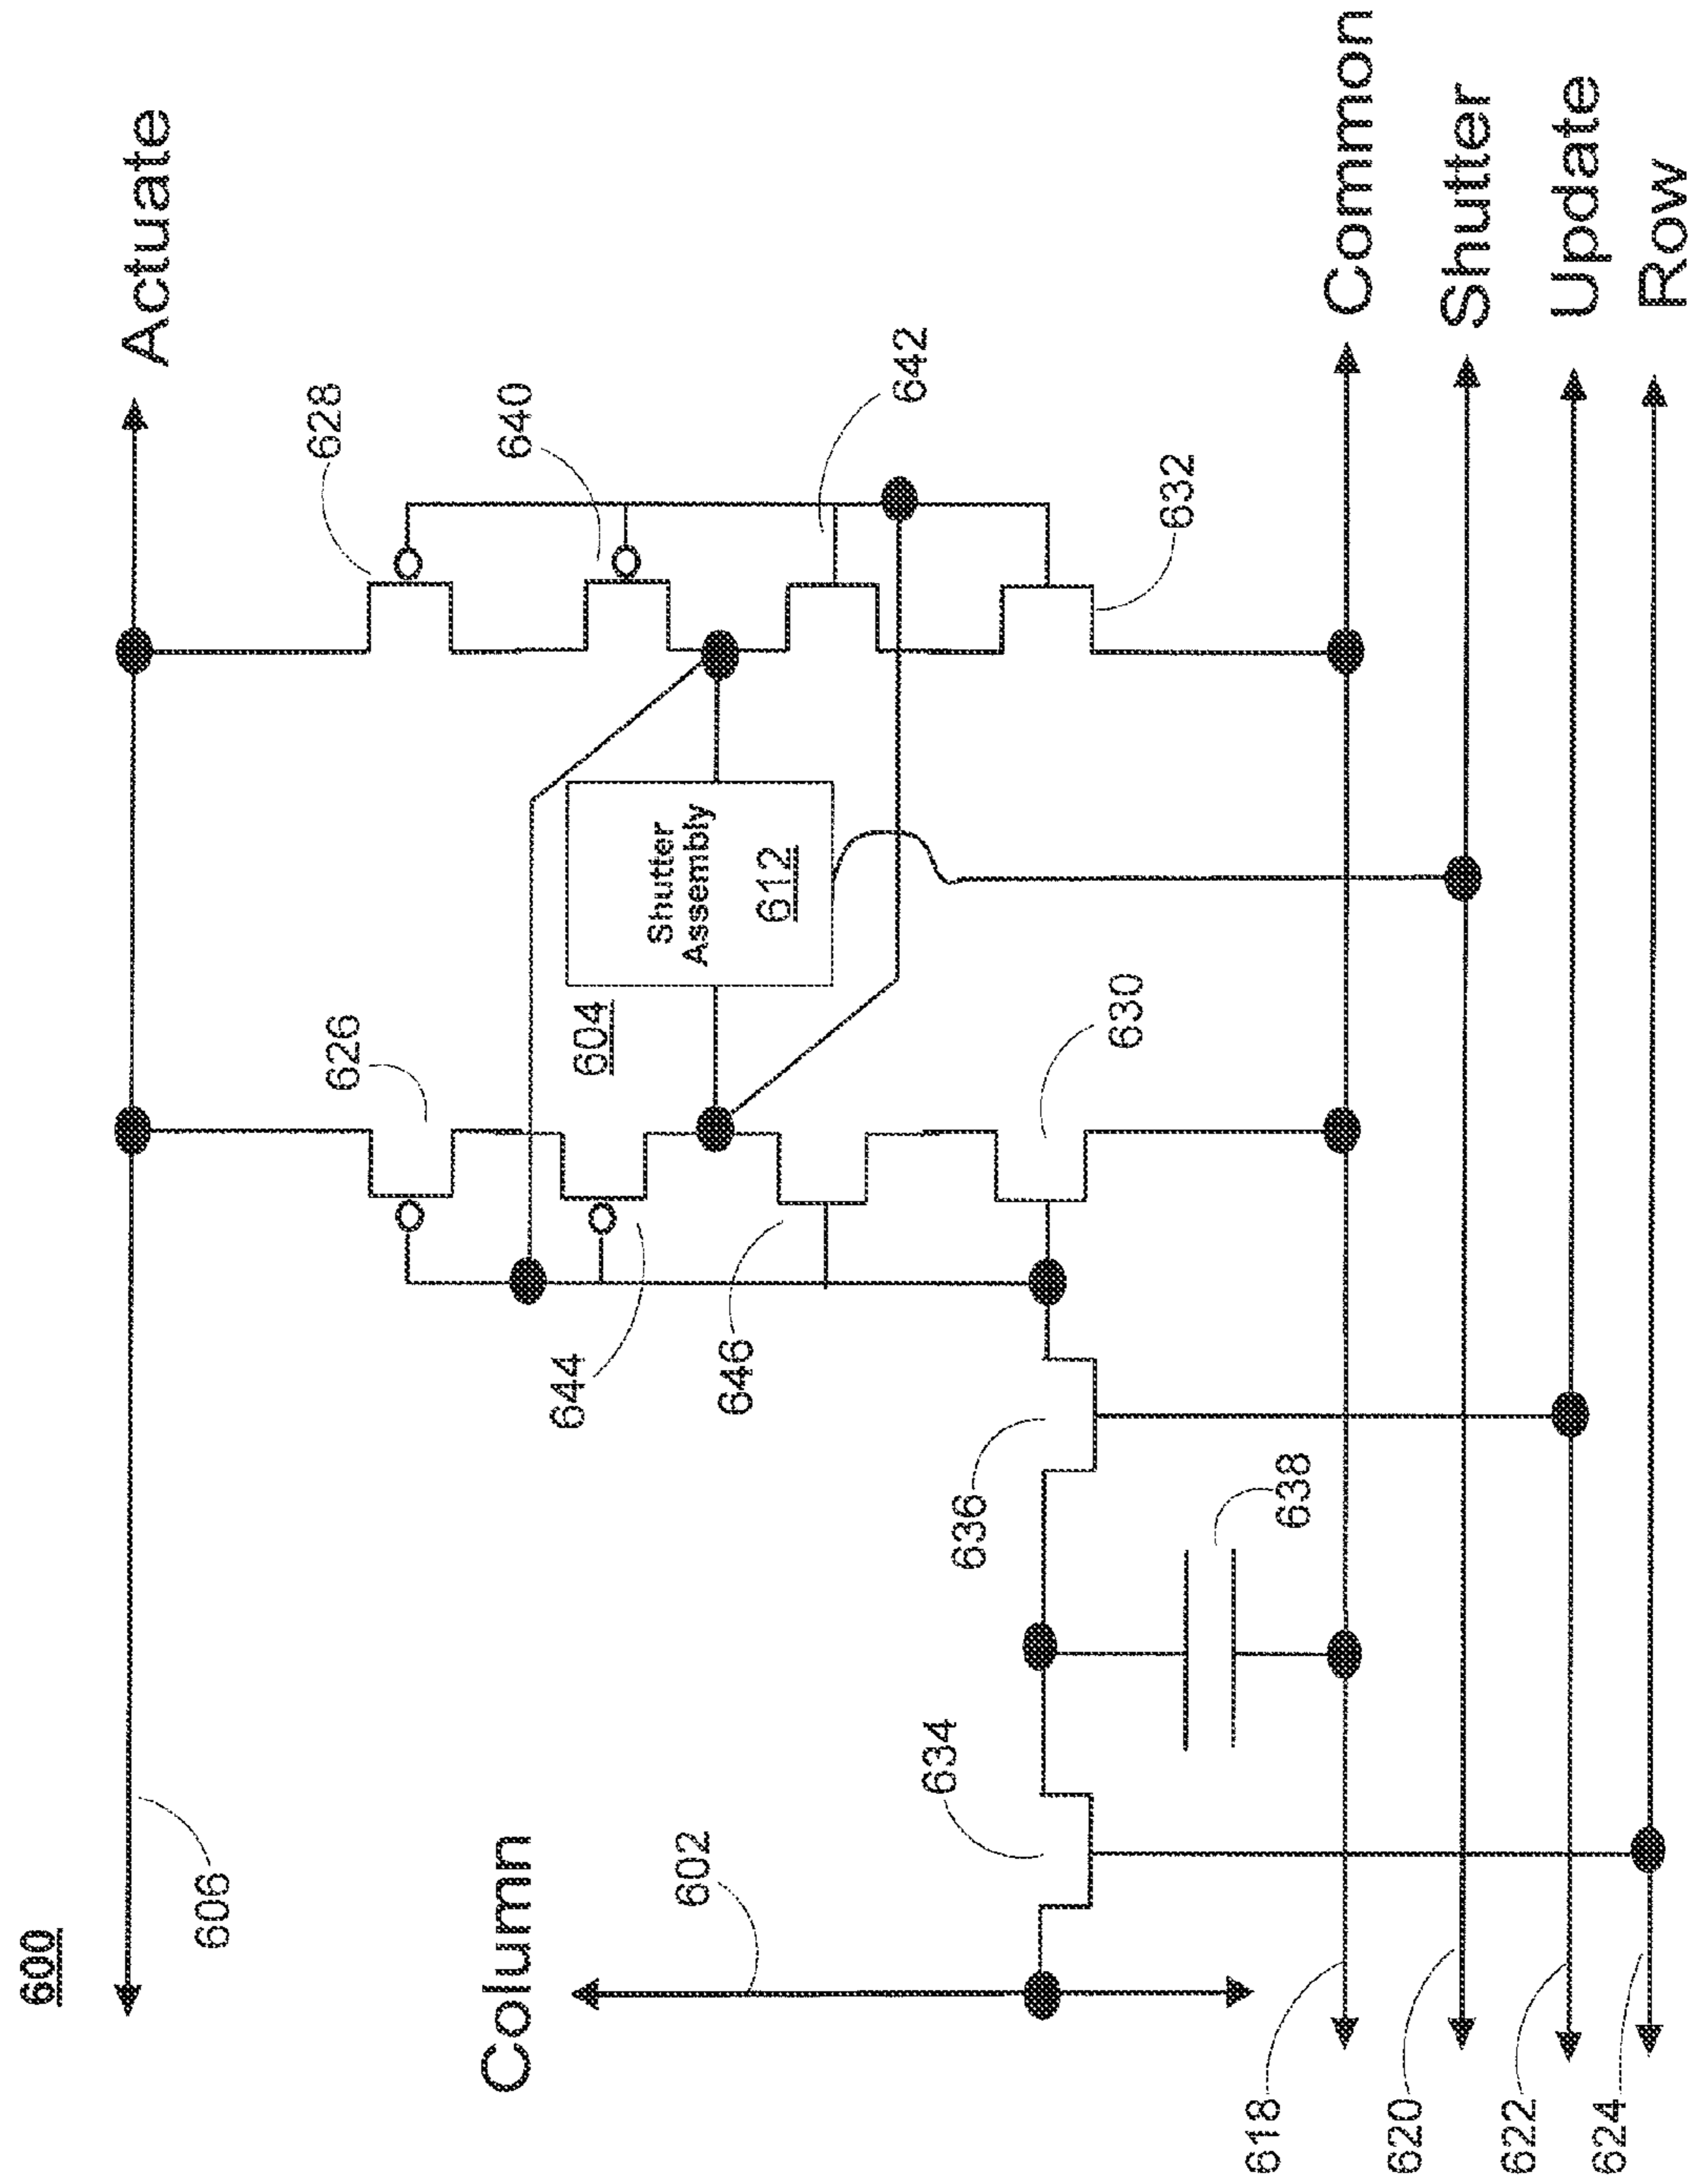 600
606
Actuate
Column
602
626
628
640
644
604
Shutter
Assembly
612
646
642
634
636
630
632
638
618
Common
620
Shutter
622
Update
624
Row